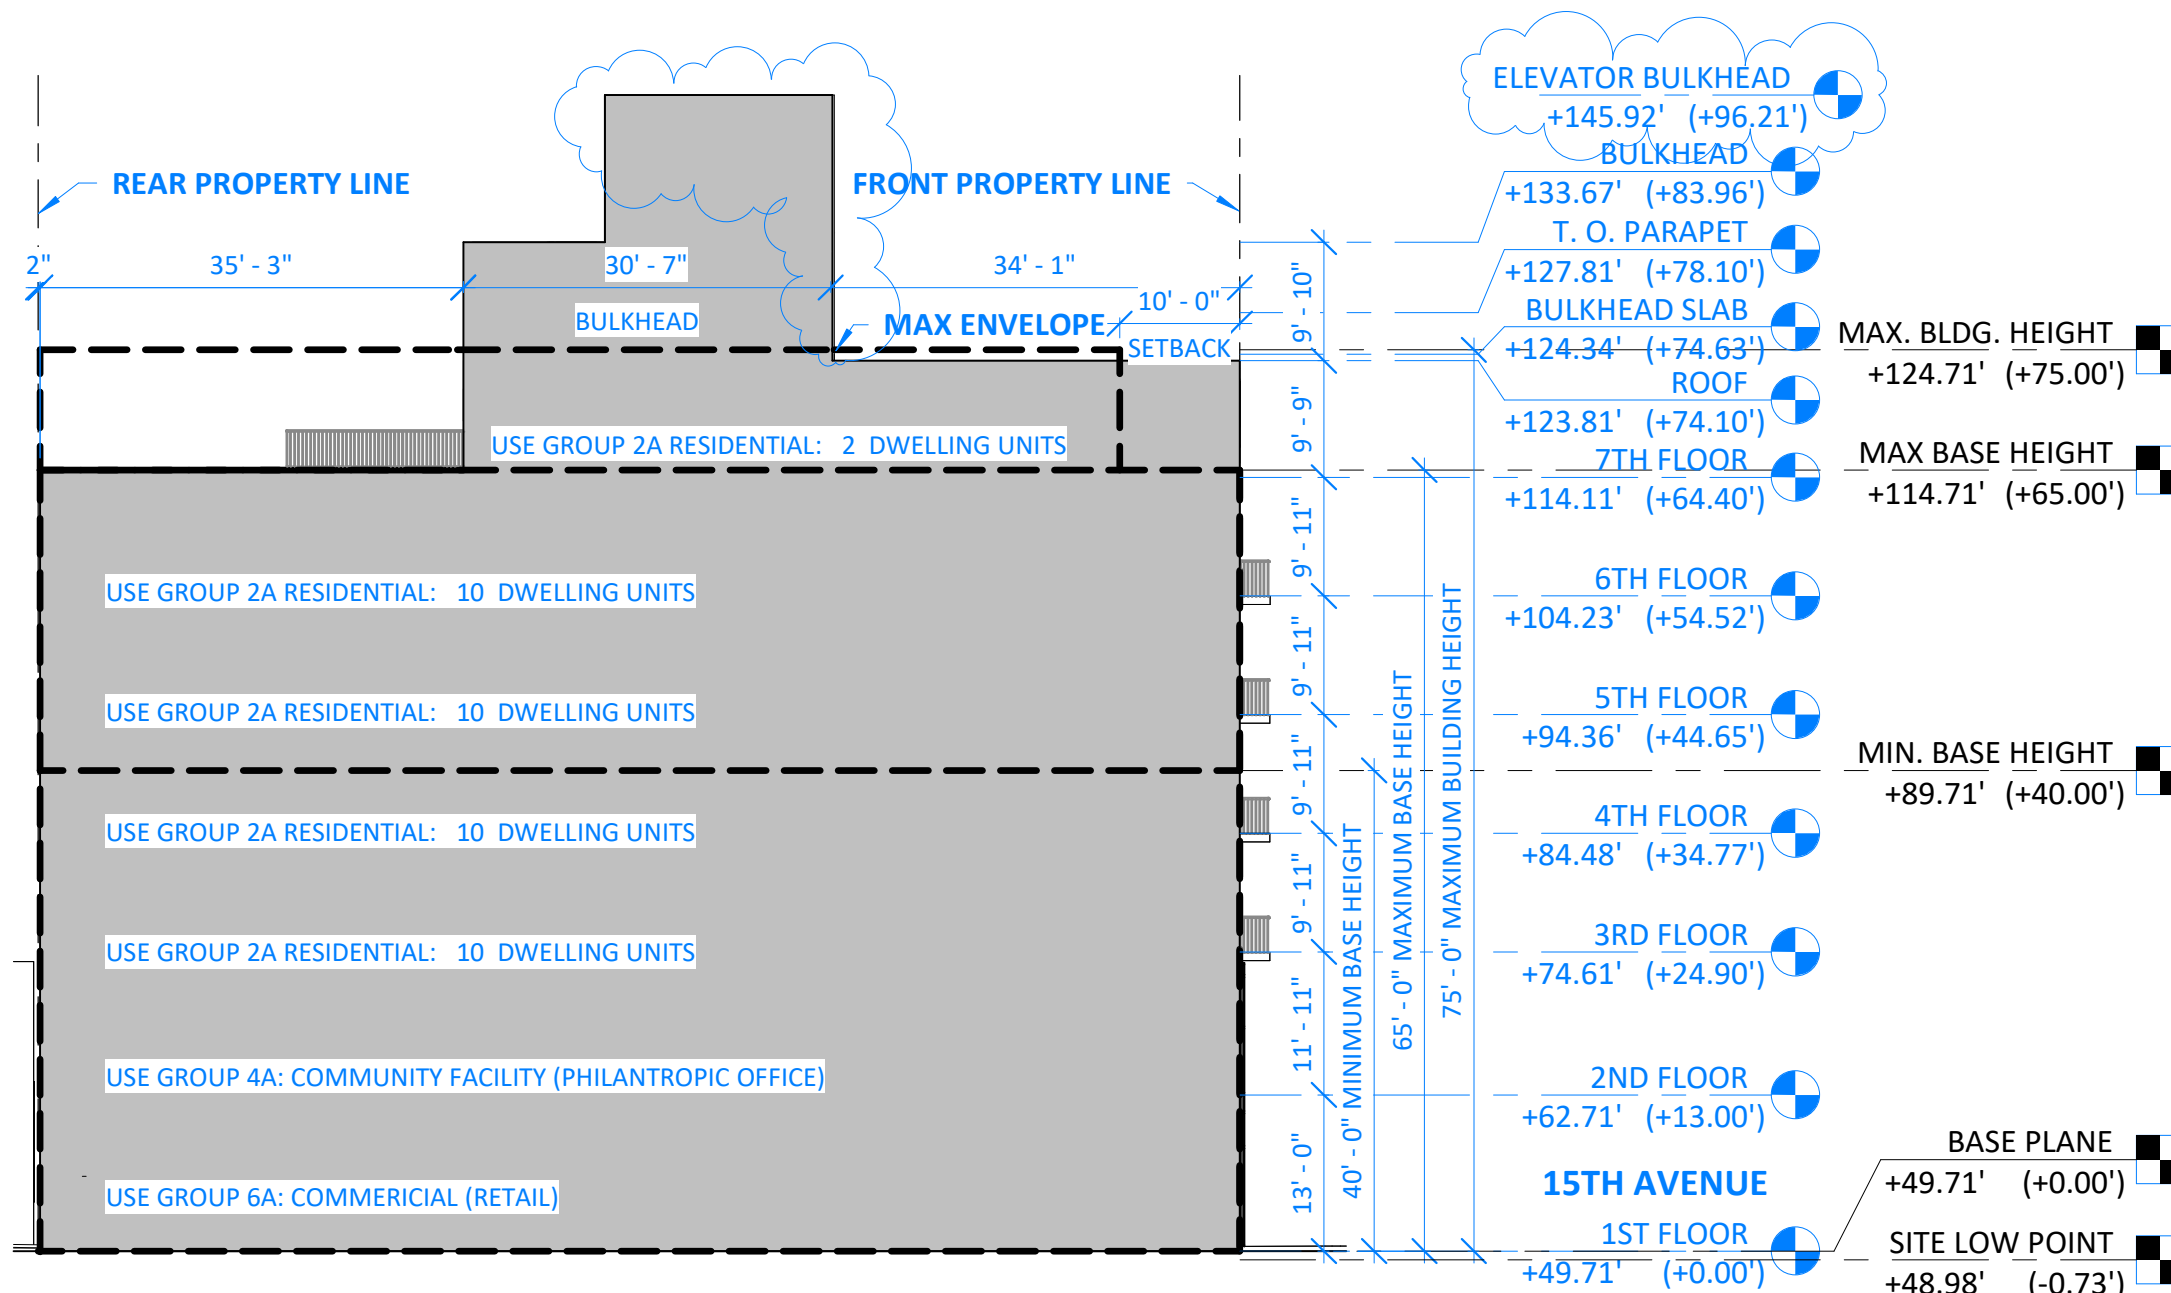 ELEVATOR BULKHEAD
+145.92' (+96.21')
BULKHEAD
+133.67' (+83.96')
T. O. PARAPET
+127.81' (+78.10')
BULKHEAD SLAB
+124.34' (+74.63')
ROOF
+123.81' (+74.10')
7TH FLOOR
+114.11' (+64.40')
6TH FLOOR
+104.23' (+54.52')
5TH FLOOR
+94.36' (+44.65')
4TH FLOOR
+84.48' (+34.77')
3RD FLOOR
+74.61' (+24.90')
2ND FLOOR
+62.71' (+13.00')
15TH AVENUE
1ST FLOOR
+49.71' (+0.00')
MAX. BLDG. HEIGHT
+124.71' (+75.00')
MAX BASE HEIGHT
+114.71' (+65.00')
MIN. BASE HEIGHT
+89.71' (+40.00')
BASE PLANE
+49.71' (+0.00')
SITE LOW POINT
+48.98' (-0.73')
REAR PROPERTY LINE
FRONT PROPERTY LINE
2"
35' - 3"
30' - 7"
34' - 1"
10' - 0"
BULKHEAD
MAX ENVELOPE
SETBACK
USE GROUP 2A RESIDENTIAL: 2 DWELLING UNITS
USE GROUP 2A RESIDENTIAL: 10 DWELLING UNITS
USE GROUP 2A RESIDENTIAL: 10 DWELLING UNITS
USE GROUP 2A RESIDENTIAL: 10 DWELLING UNITS
USE GROUP 2A RESIDENTIAL: 10 DWELLING UNITS
USE GROUP 4A: COMMUNITY FACILITY (PHILANTROPIC OFFICE)
USE GROUP 6A: COMMERICIAL (RETAIL)
9' - 10"
9' - 9"
9' - 11"
9' - 11"
9' - 11"
9' - 11"
11' - 11"
13' - 0"
40' - 0" MINIMUM BASE HEIGHT
65' - 0" MAXIMUM BASE HEIGHT
75' - 0" MAXIMUM BUILDING HEIGHT